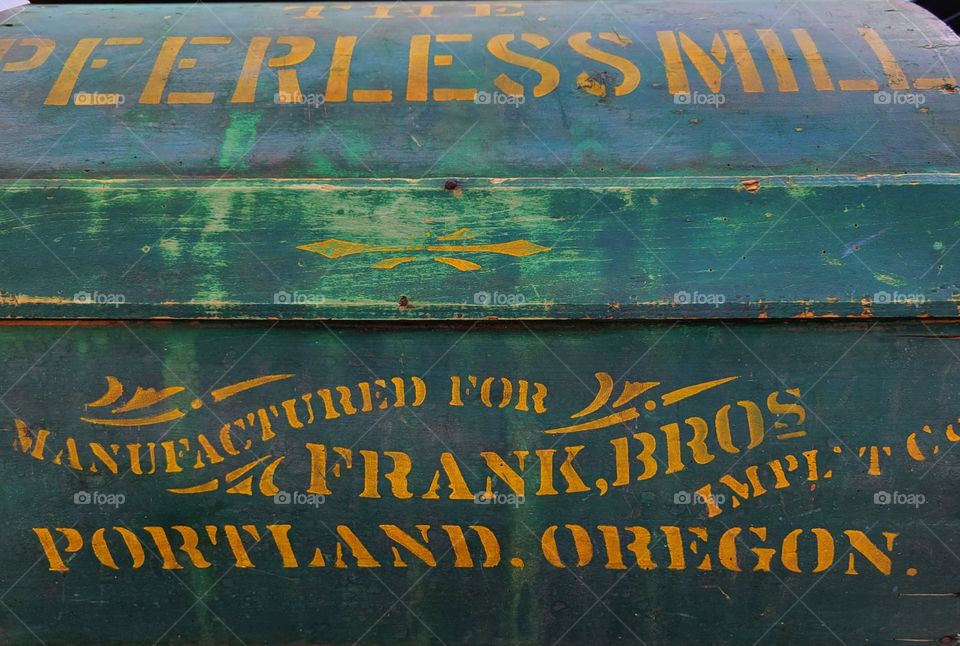 THE.
PEERLESS MILL
MANUFACTURED FOR
FRANK, BROS IMPL'T CO
PORTLAND. OREGON.